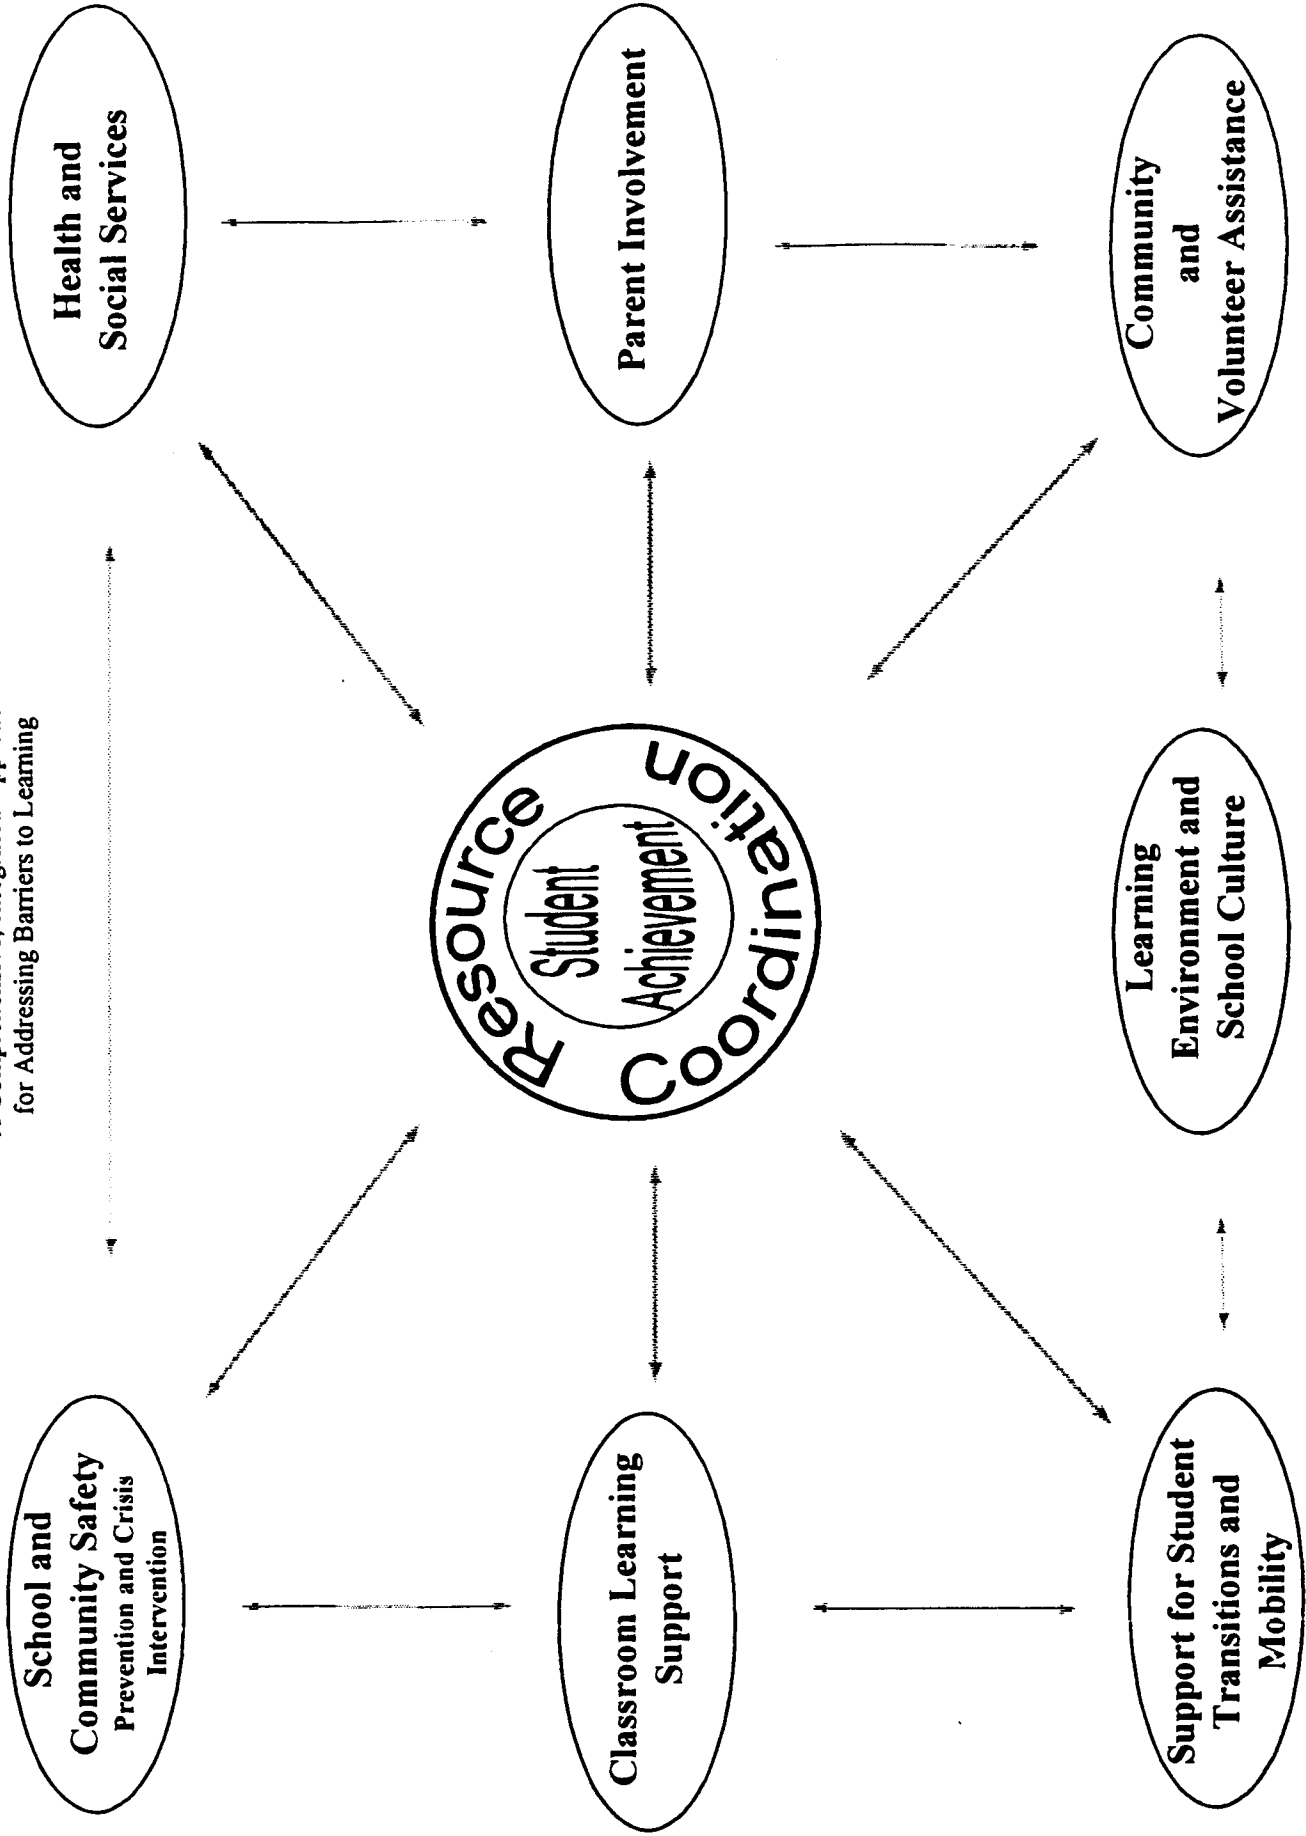 for Addressing Barriers to Learning
School and
Community Safety
Prevention and Crisis
Intervention
Health and
Social Services
Classroom Learning
Support
Resource
Student
Achievement
Coordination
Parent Involvement
Support for Student
Transitions and
Mobility
Learning
Environment and
School Culture
Community
and
Volunteer Assistance